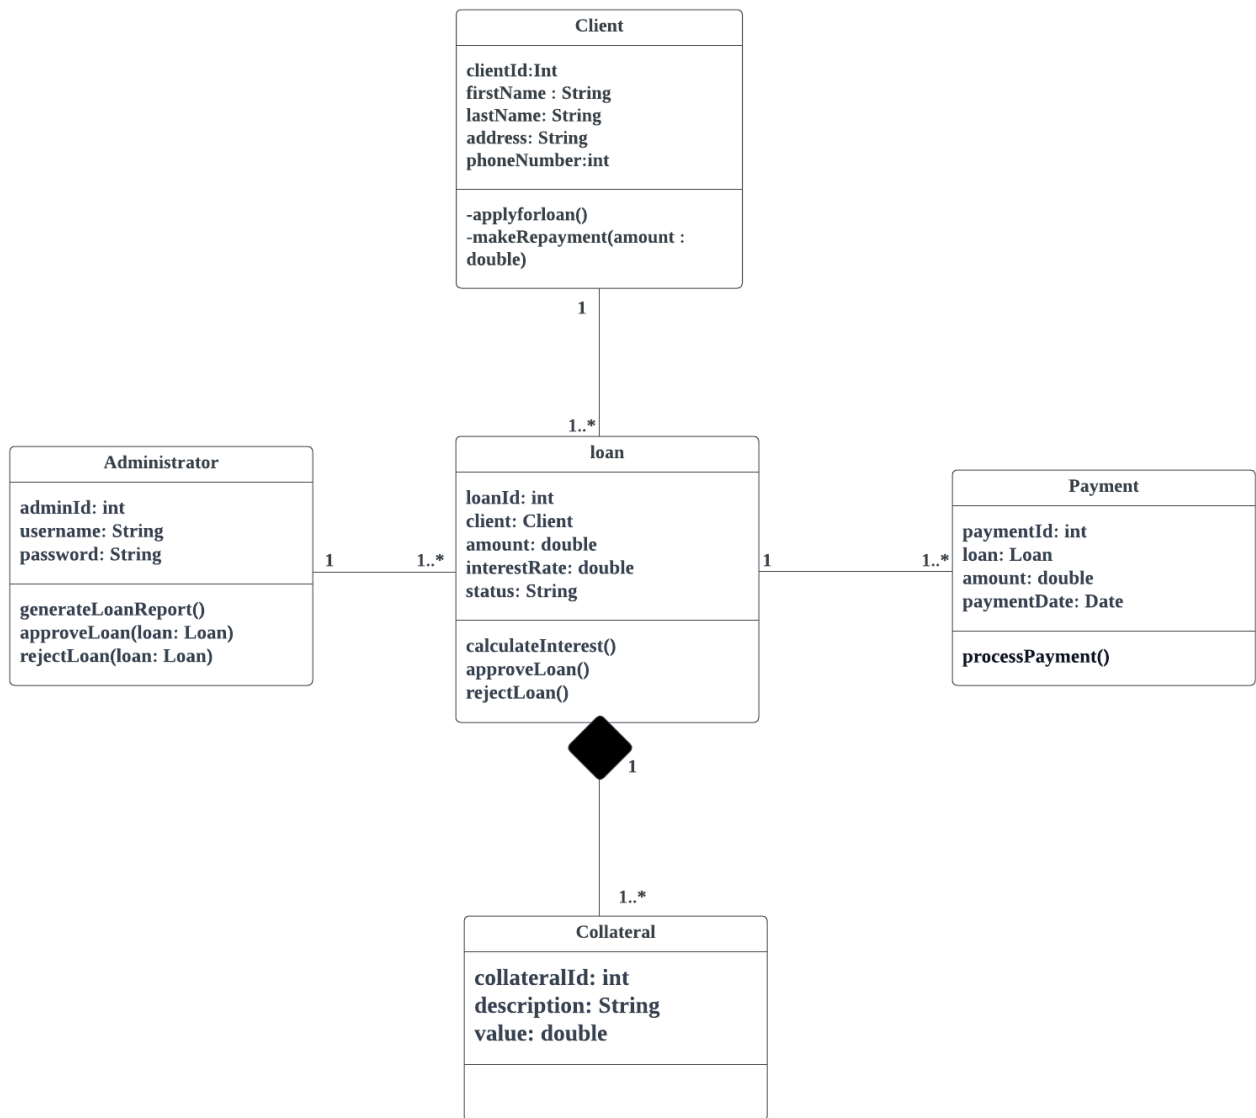 Client
clientId:Int
firstName : String
lastName: String
address: String
phoneNumber:int
-applyforloan()
-makeRepayment(amount :
double)
1
1..*
Administrator
adminId: int
username: String
password: String
generateLoanReport()
approveLoan(loan: Loan)
rejectLoan(loan: Loan)
1
1..*
loan
loanId: int
client: Client
amount: double
interestRate: double
status: String
calculateInterest()
approveLoan()
rejectLoan()
1
1..*
Payment
paymentId: int
loan: Loan
amount: double
paymentDate: Date
processPayment()
1
1..*
Collateral
collateralId: int
description: String
value: double